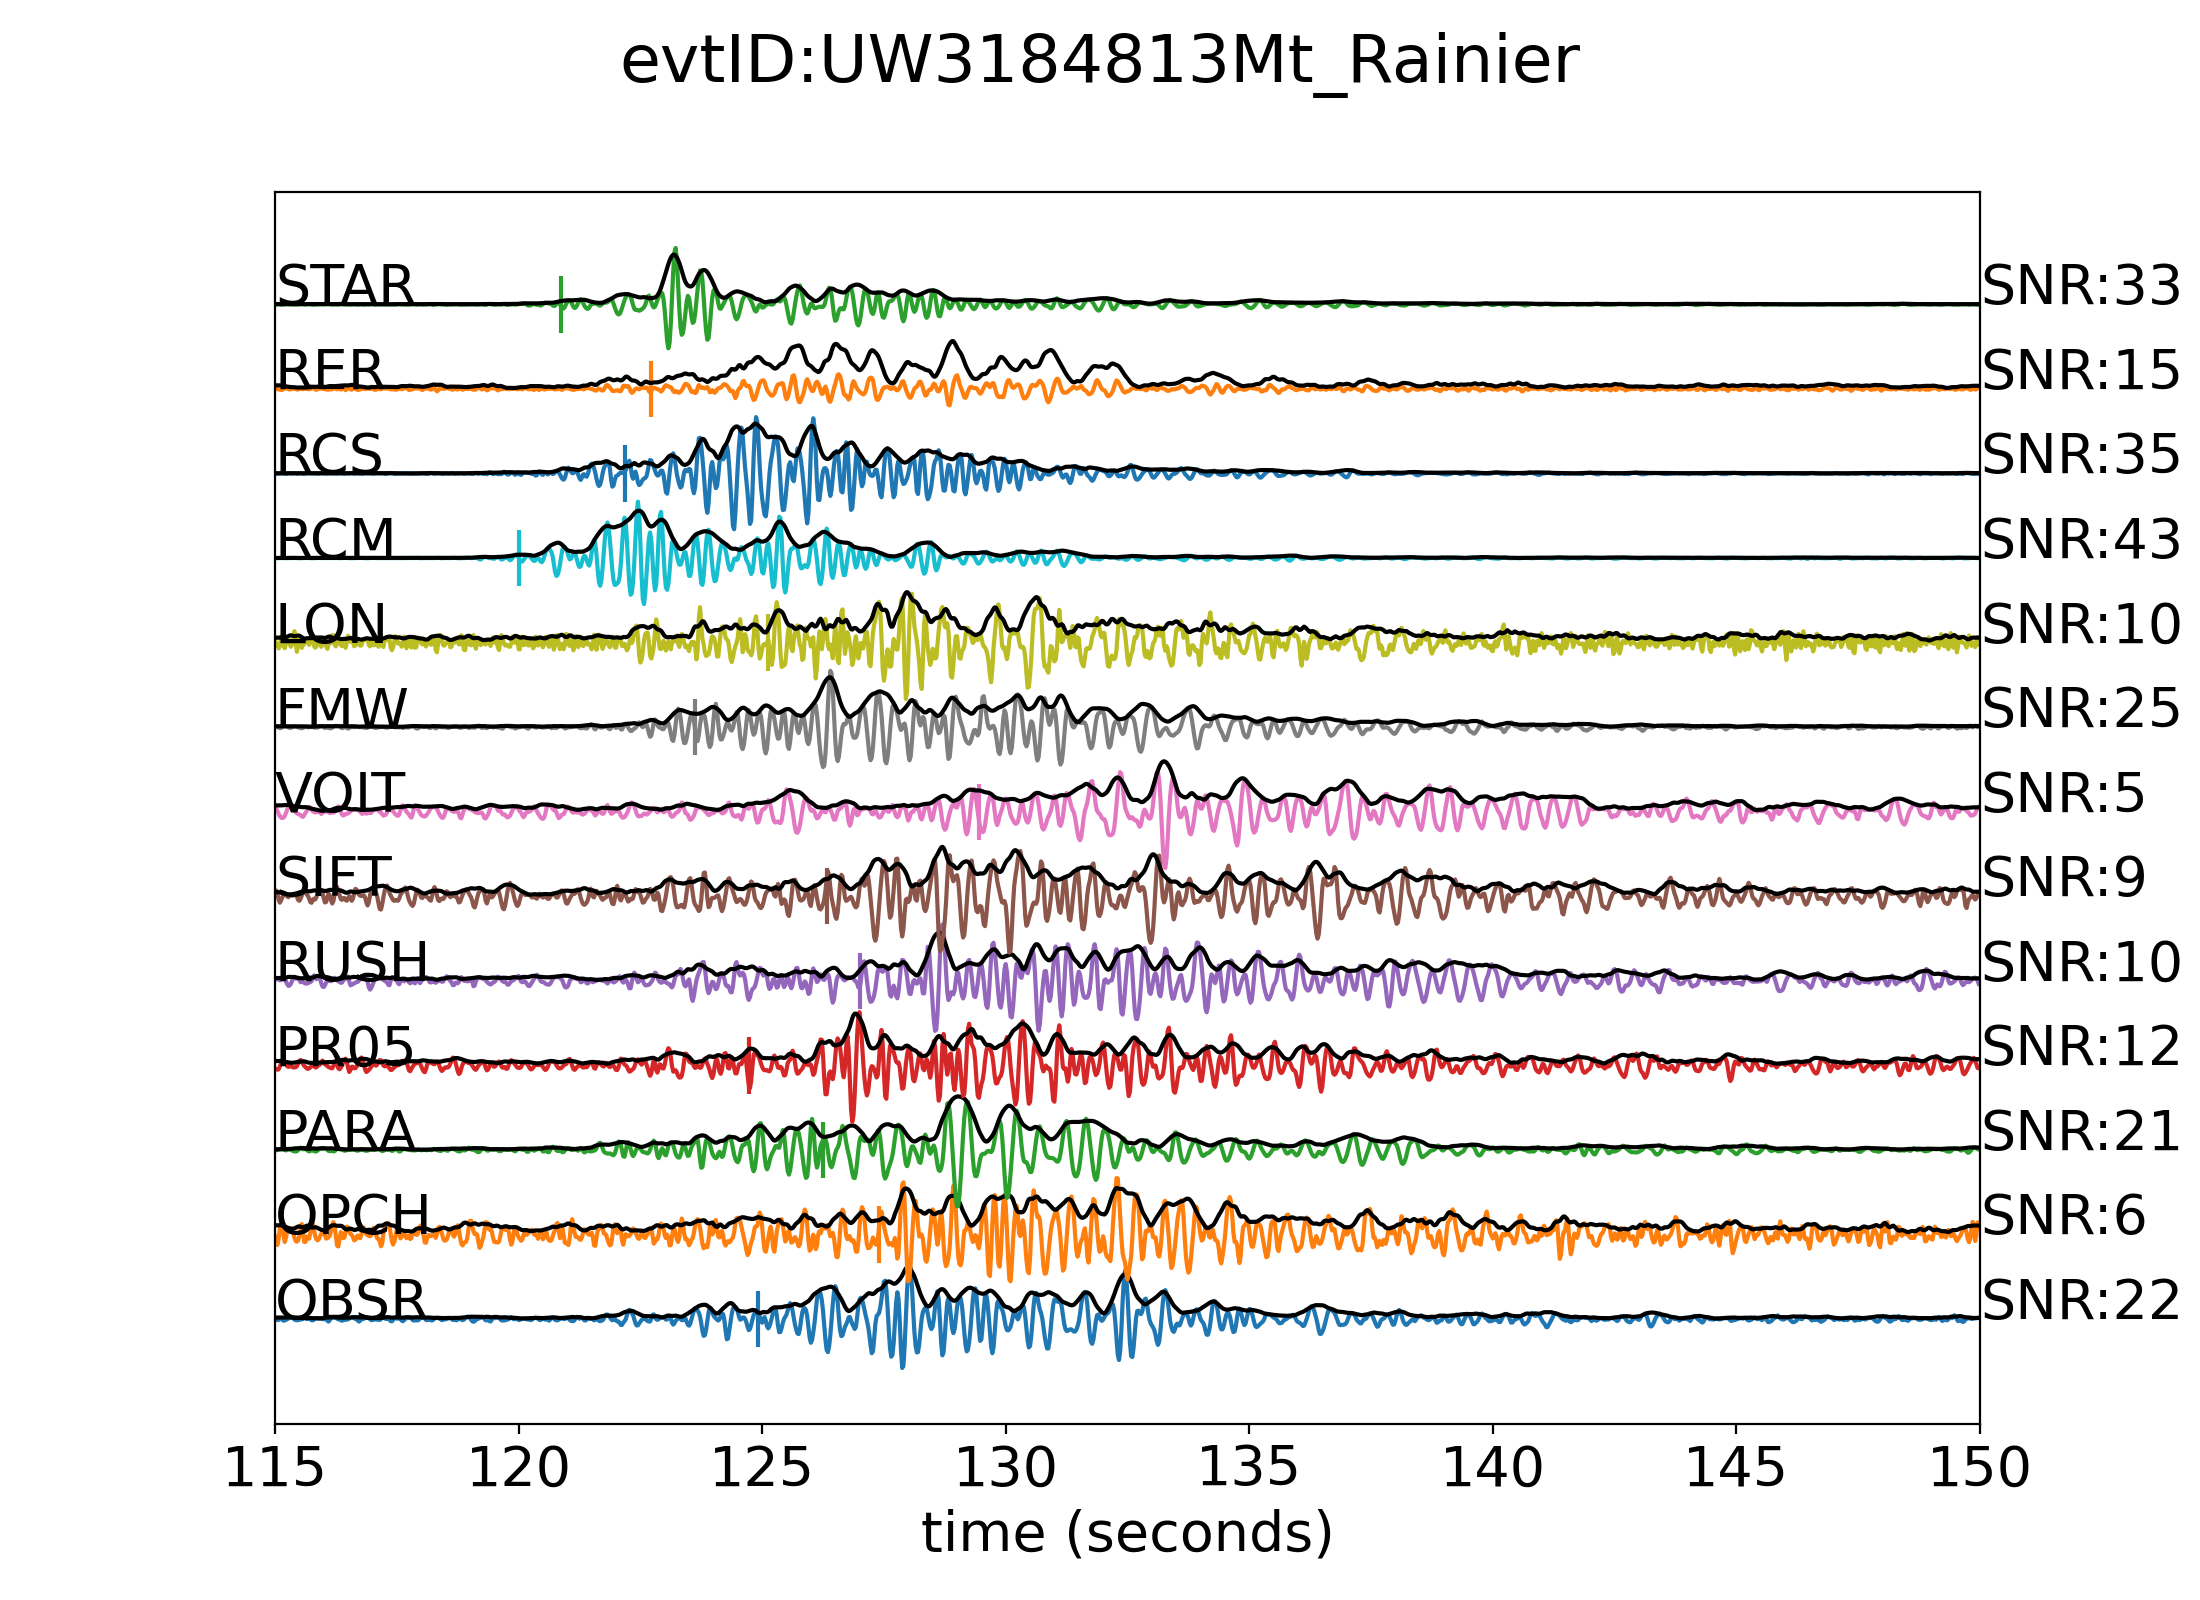 evtID:UW3184813Mt_Rainier
STAR SNR:33
RER SNR:15
RCS SNR:35
RCM SNR:43
LON SNR:10
FMW SNR:25
VOIT SNR:5
SIFT SNR:9
RUSH SNR:10
PR05 SNR:12
PARA SNR:21
OPCH SNR:6
OBSR SNR:22
115 120 125 130 135 140 145 150
time (seconds)